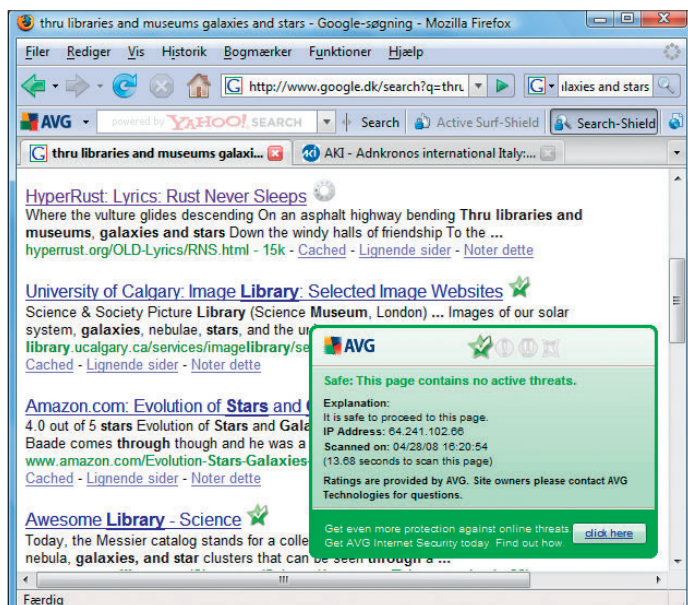 thru libraries and museums galaxies and stars - Google-søgning - Mozilla Firefox
Filer Rediger Vis Historik Bogmærker Funktioner Hjælp
G http://www.google.dk/search?q=thru G laxies and stars
AVG powered by YAHOO! SEARCH Search Active Surf-Shield Search-Shield
G thru libraries and museums galaxi... aki AKI - Adnkronos international Italy:...
HyperRust: Lyrics: Rust Never Sleeps
Where the vulture glides descending On an asphalt highway bending Thru libraries and
museums, galaxies and stars Down the windy halls of friendship To the ...
hyperrust.org/OLD-Lyrics/RNS.html - 15k - Cached - Lignende sider - Noter dette
University of Calgary: Image Library: Selected Image Websites
Science & Society Picture Library (Science Museum, London) ... Images of our solar
system, galaxies, nebulae, stars, and the
library.ucalgary.ca/services/imagelibrary/se
Cached - Lignende sider - Noter dette
Amazon.com: Evolution of Stars and
4.0 out of 5 stars Evolution of Stars and Gala
Baade comes through though and he was a
www.amazon.com/Evolution-Stars-Galaxies-
Cached - Lignende sider - Noter dette
Awesome Library - Science
Today, the Messier catalog stands for a colle
nebula, galaxies, and star clusters that can be seen through a ...
AVG
Safe: This page contains no active threats.
Explanation:
It is safe to proceed to this page.
IP Address: 64.241.102.66
Scanned on: 04/28/08 16:20:54
(13.68 seconds to scan this page)
Ratings are provided by AVG. Site owners please contact AVG
Technologies for questions.
Get even more protection against online threats.
Get AVG Internet Security today. Find out how.
click here
Færdig